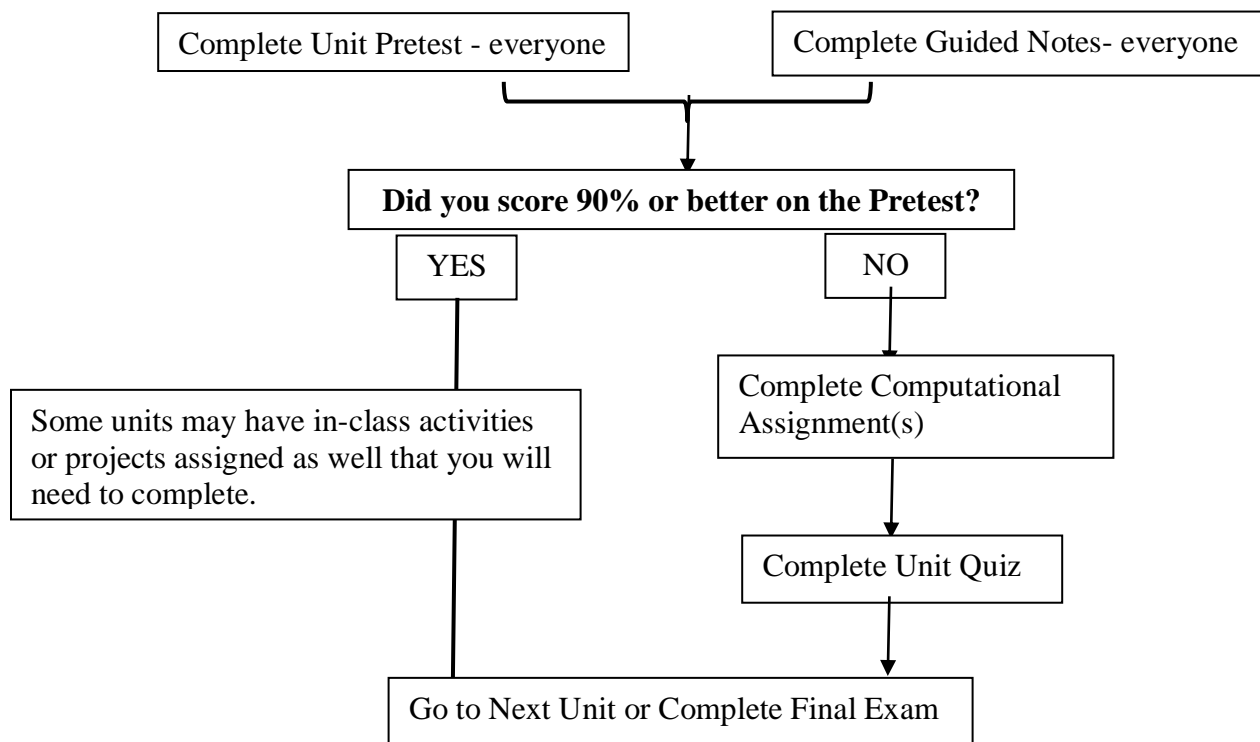 Complete Unit Pretest - everyone
Complete Guided Notes- everyone
Did you score 90% or better on the Pretest?
YES
NO
Complete Computational
Assignment(s)
Some units may have in-class activities
or projects assigned as well that you will
need to complete.
Complete Unit Quiz
Go to Next Unit or Complete Final Exam